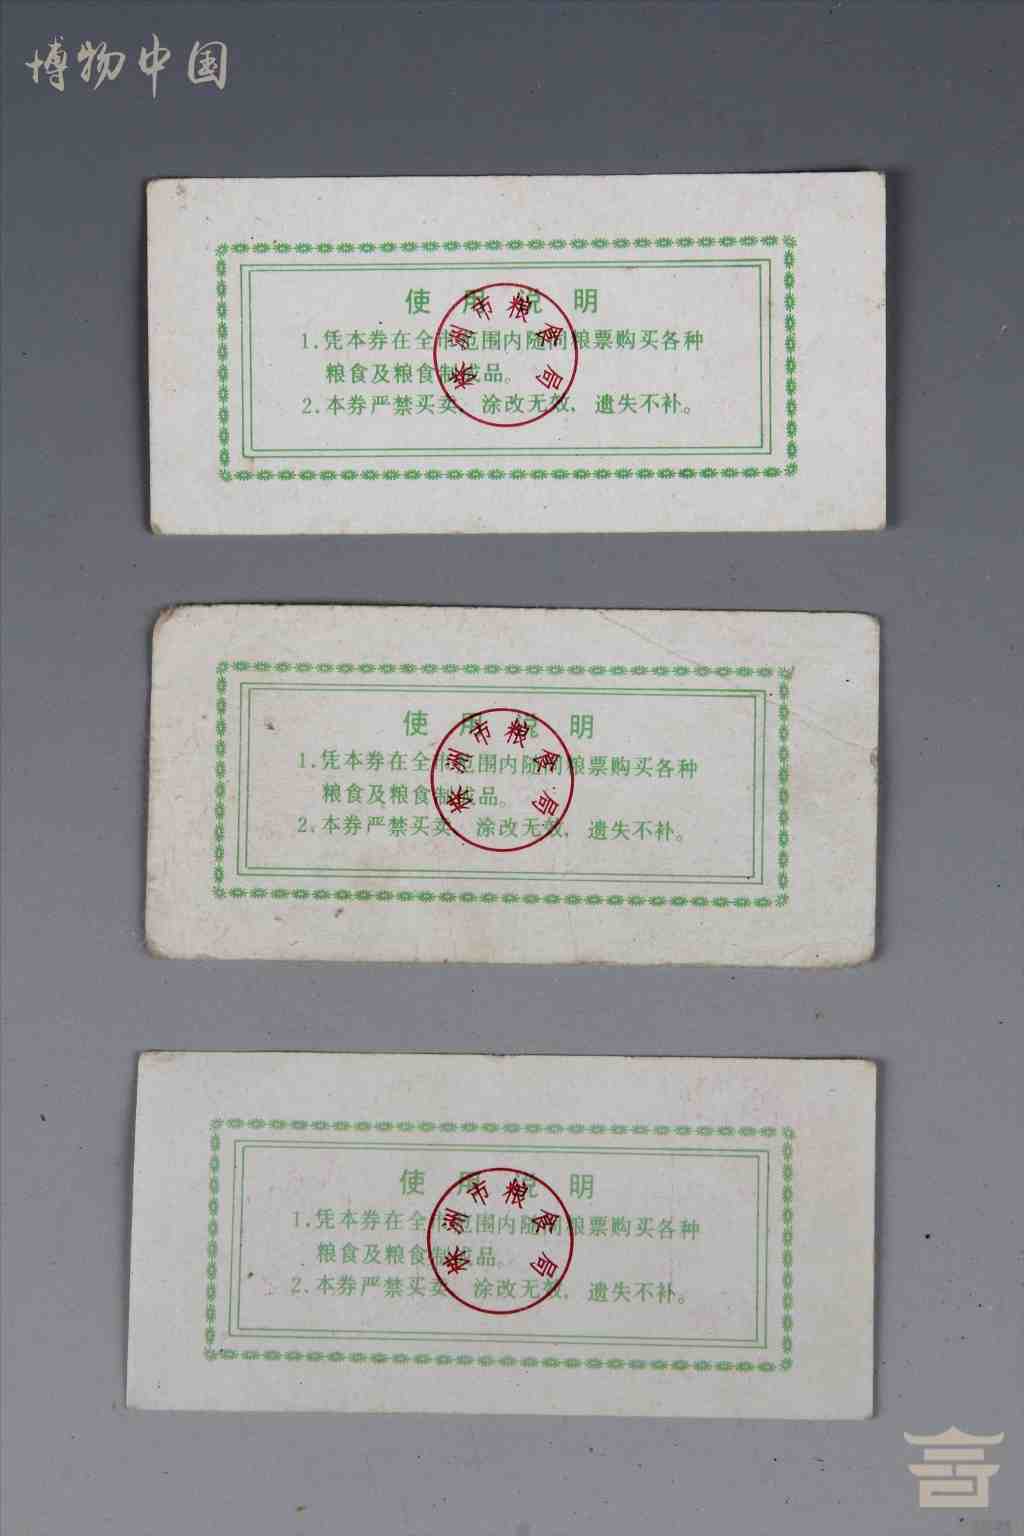 博物中国
使用说明
1.凭本券在全市范围内随同粮票购买各种
粮食及粮食制成品。
2.本券严禁买卖、涂改无效,遗失不补。
株洲市粮食局
使用说明
1.凭本券在全市范围内随同粮票购买各种
粮食及粮食制成品。
2、本券严禁买卖、涂改无效,遗失不补。
株洲市粮食局
使用说明
1.凭本券在全市范围内随同粮票购买各种
粮食及粮食制成品。
2、本券严禁买卖、涂改无效,遗失不补。
株洲市粮食局